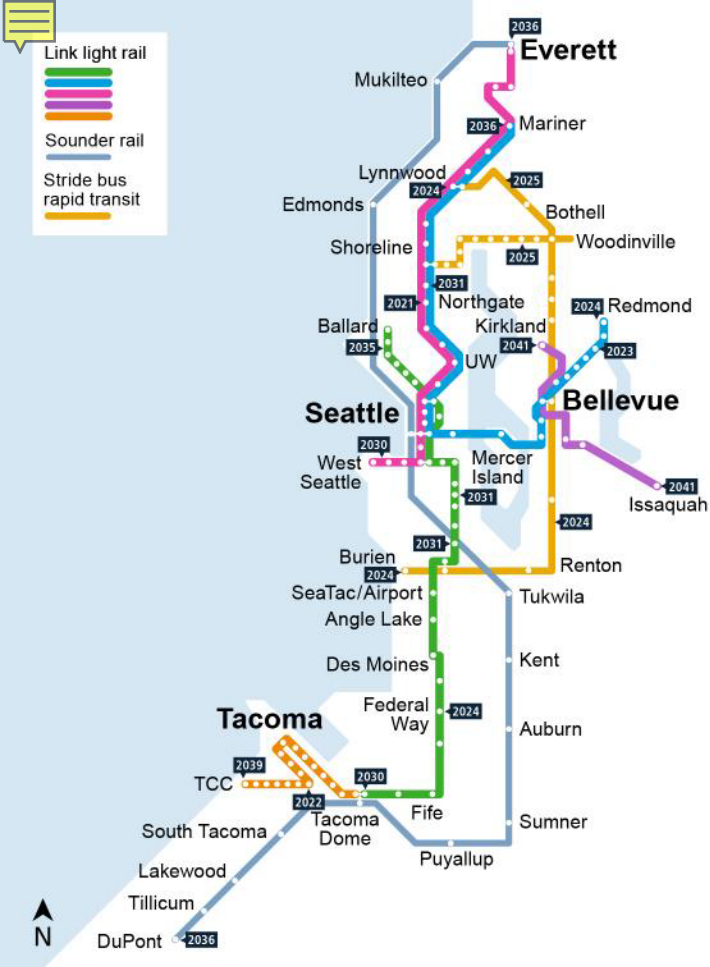 Link light rail
Sounder rail
Stride bus
rapid transit
2036
Everett
Mukilteo
2036
Mariner
Lynnwood
2024
2025
Edmonds
Bothell
Shoreline
Woodinville
2025
2031
2021
Northgate
2024
Redmond
Ballard
Kirkland
2035
2041
2023
UW
Seattle
Bellevue
2030
West
Seattle
Mercer
Island
2031
2041
Issaquah
2024
2031
Burien
2024
Renton
SeaTac/Airport
Tukwila
Angle Lake
Des Moines
Kent
Federal
Way
2024
Tacoma
Auburn
2039
2030
TCC
2022
Tacoma
Dome
Fife
South Tacoma
Sumner
Puyallup
Lakewood
Tillicum
DuPont
2036
N